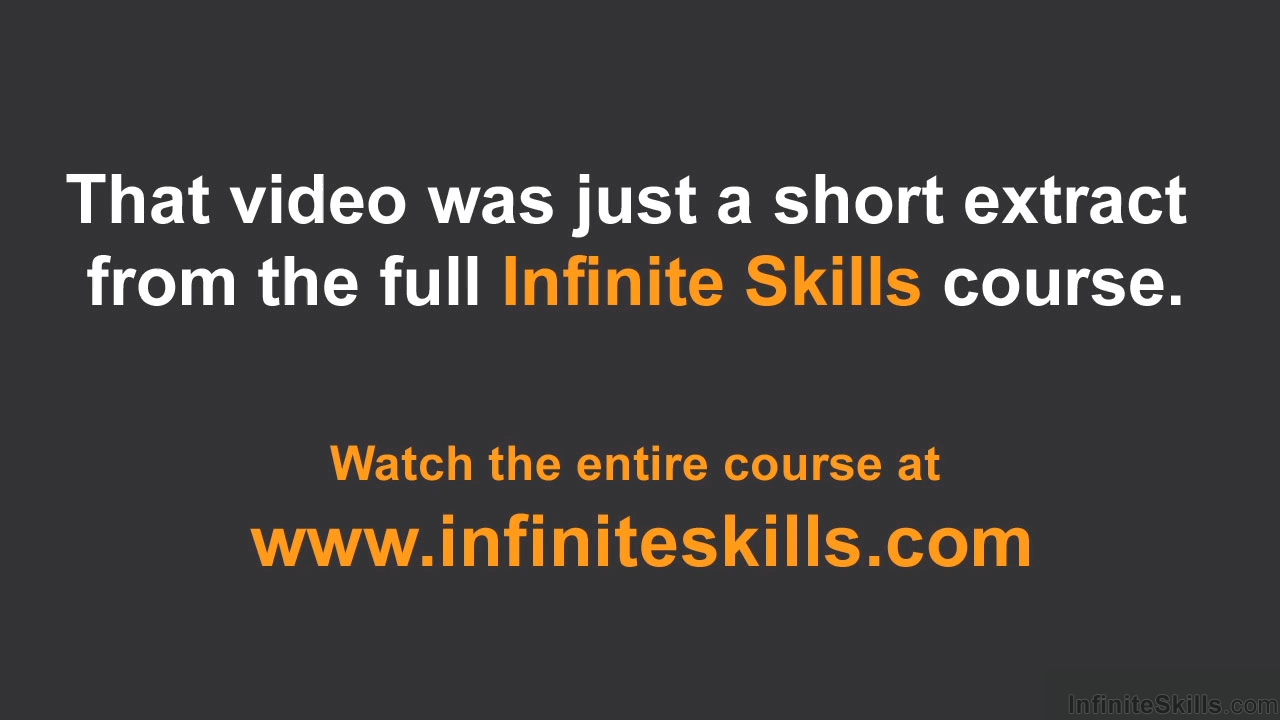 That video was just a short extract
from the full Infinite Skills course.
Watch the entire course at
www.infiniteskills.com
InfiniteSkills.com